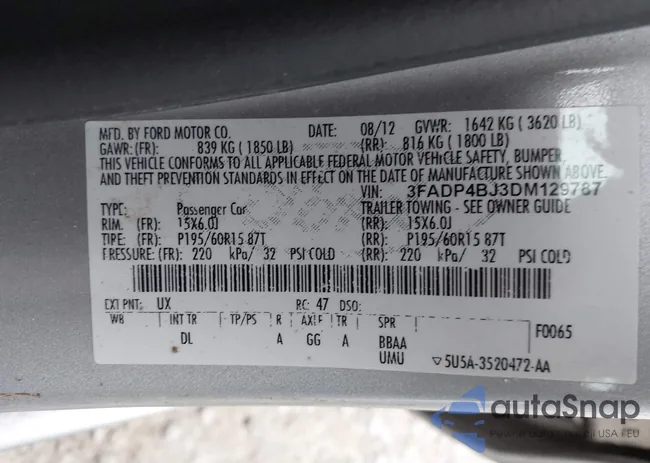 MFD. BY FORD MOTOR CO. DATE: 08/12 GVWR: 1642 KG ( 3620 LB)
GAWR: (FR): 839 KG ( 1850 LB) (RR): 816 KG ( 1800 LB)
THIS VEHICLE CONFORMS TO ALL APPLICABLE FEDERAL MOTOR VEHICLE SAFETY, BUMPER,
AND THEFT PREVENTION STANDARDS IN EFFECT ON THE DATE OF MANUFACTURE SHOWN ABOVE.
VIN: 3FADP4BJ3DM129787
TYPE: Passenger Car TRAILER TOWING - SEE OWNER GUIDE
RIM: (FR): 15X6.0J (RR): 15X6.0J
TIRE: (FR): P195/60R15 87T (RR): P195/60R15 87T
PRESSURE: (FR): 220 kPa/ 32 PSI COLD (RR): 220 kPa/ 32 PSI COLD
EXT PNT: UX RC: 47 DSO:
WB INT TR TP/PS R AXLE TR SPR F0065
DL A GG A BBAA
UMU 5U5A-3520472-AA
autoSnap